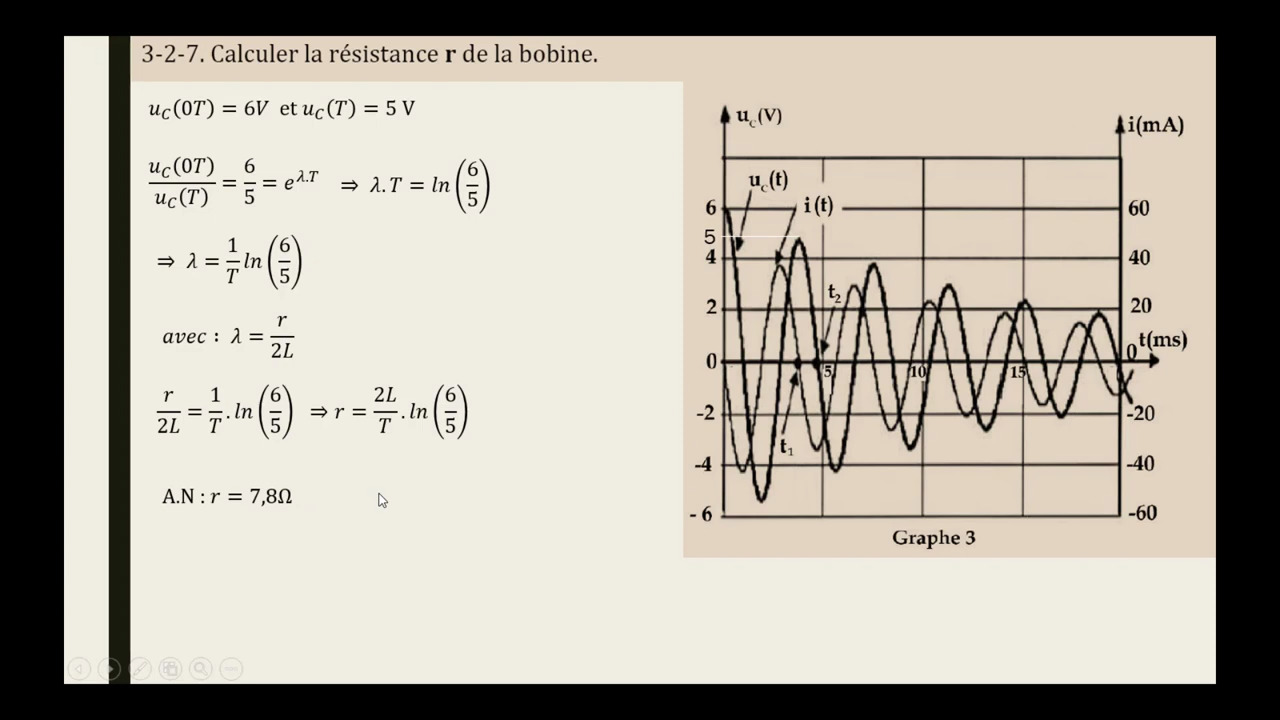 3-2-7. Calculer la résistance r de la bobine.
u_C(0T) = 6V et u_C(T) = 5 V
u_C(0T)/u_C(T) = 6/5 = e^{λ.T} ⇒ λ.T = ln(6/5)
⇒ λ = 1/T ln(6/5)
avec : λ = r/2L
r/2L = 1/T . ln(6/5) ⇒ r = 2L/T . ln(6/5)
A.N : r = 7,8Ω
u_c(V)
i(mA)
u_c(t)
i(t)
6
60
5
4
40
t_2
2
20
0
5
10
15
0
t(ms)
-2
-20
t_1
-4
-40
-6
-60
Graphe 3